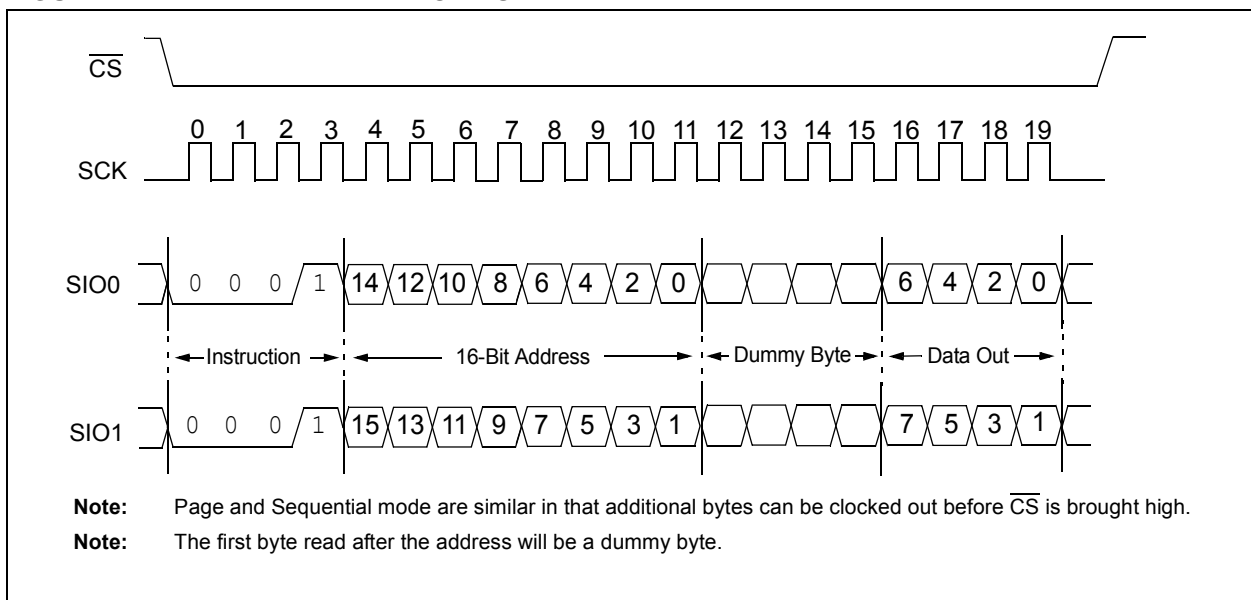 CS
0 1 2 3 4 5 6 7 8 9 10 11 12 13 14 15 16 17 18 19
SCK
SIO0 0 0 0 1 14 12 10 8 6 4 2 0 6 4 2 0
Instruction 16-Bit Address Dummy Byte Data Out
SIO1 0 0 0 1 15 13 11 9 7 5 3 1 7 5 3 1
Note: Page and Sequential mode are similar in that additional bytes can be clocked out before CS is brought high.
Note: The first byte read after the address will be a dummy byte.